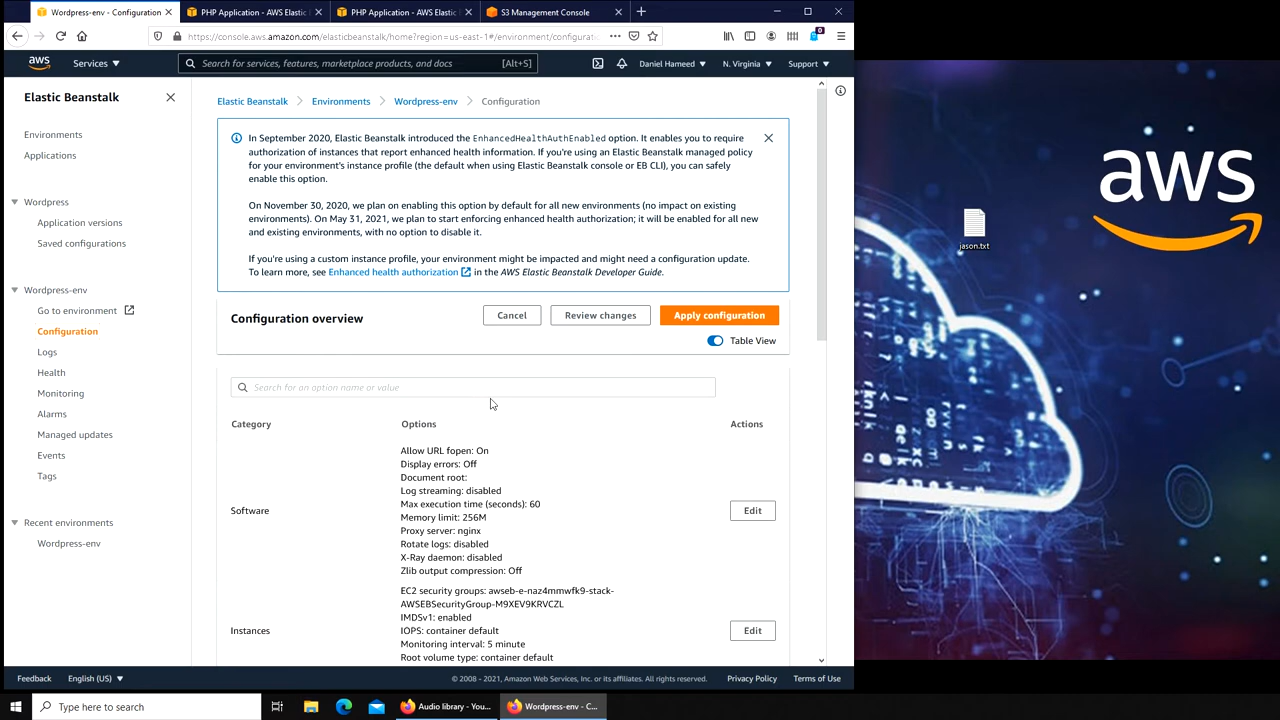 Wordpress-env - Configuration
PHP Application - AWS Elastic
PHP Application - AWS Elastic
S3 Management Console
https://console.aws.amazon.com/elasticbeanstalk/home?region=us-east-1#/environment/configurati
0
aws
Services
Search for services, features, marketplace products, and docs
[Alt+S]
Daniel Hameed
N. Virginia
Support
Elastic Beanstalk
Environments
Applications
Wordpress
Application versions
Saved configurations
Wordpress-env
Go to environment
Configuration
Logs
Health
Monitoring
Alarms
Managed updates
Events
Tags
Recent environments
Wordpress-env
Elastic Beanstalk
Environments
Wordpress-env
Configuration
In September 2020, Elastic Beanstalk introduced the EnhancedHealthAuthEnabled option. It enables you to require
authorization of instances that report enhanced health information. If you're using an Elastic Beanstalk managed policy
for your environment's instance profile (the default when using Elastic Beanstalk console or EB CLI), you can safely
enable this option.
On November 30, 2020, we plan on enabling this option by default for all new environments (no impact on existing
environments). On May 31, 2021, we plan to start enforcing enhanced health authorization; it will be enabled for all new
and existing environments, with no option to disable it.
If you're using a custom instance profile, your environment might be impacted and might need a configuration update.
To learn more, see Enhanced health authorization in the AWS Elastic Beanstalk Developer Guide.
Configuration overview
Cancel
Review changes
Apply configuration
Table View
Search for an option name or value
Category
Options
Actions
Software
Allow URL fopen: On
Display errors: Off
Document root:
Log streaming: disabled
Max execution time (seconds): 60
Memory limit: 256M
Proxy server: nginx
Rotate logs: disabled
X-Ray daemon: disabled
Zlib output compression: Off
Edit
Instances
EC2 security groups: awseb-e-naz4mmwfk9-stack-
AWSEBSecurityGroup-M9XEV9KRVCZL
IMDSv1: enabled
IOPS: container default
Monitoring interval: 5 minute
Root volume type: container default
Edit
Feedback
English (US)
© 2008 - 2021, Amazon Web Services, Inc. or its affiliates. All rights reserved.
Privacy Policy
Terms of Use
aws
jason.txt
Type here to search
Audio library - You...
Wordpress-env - C...